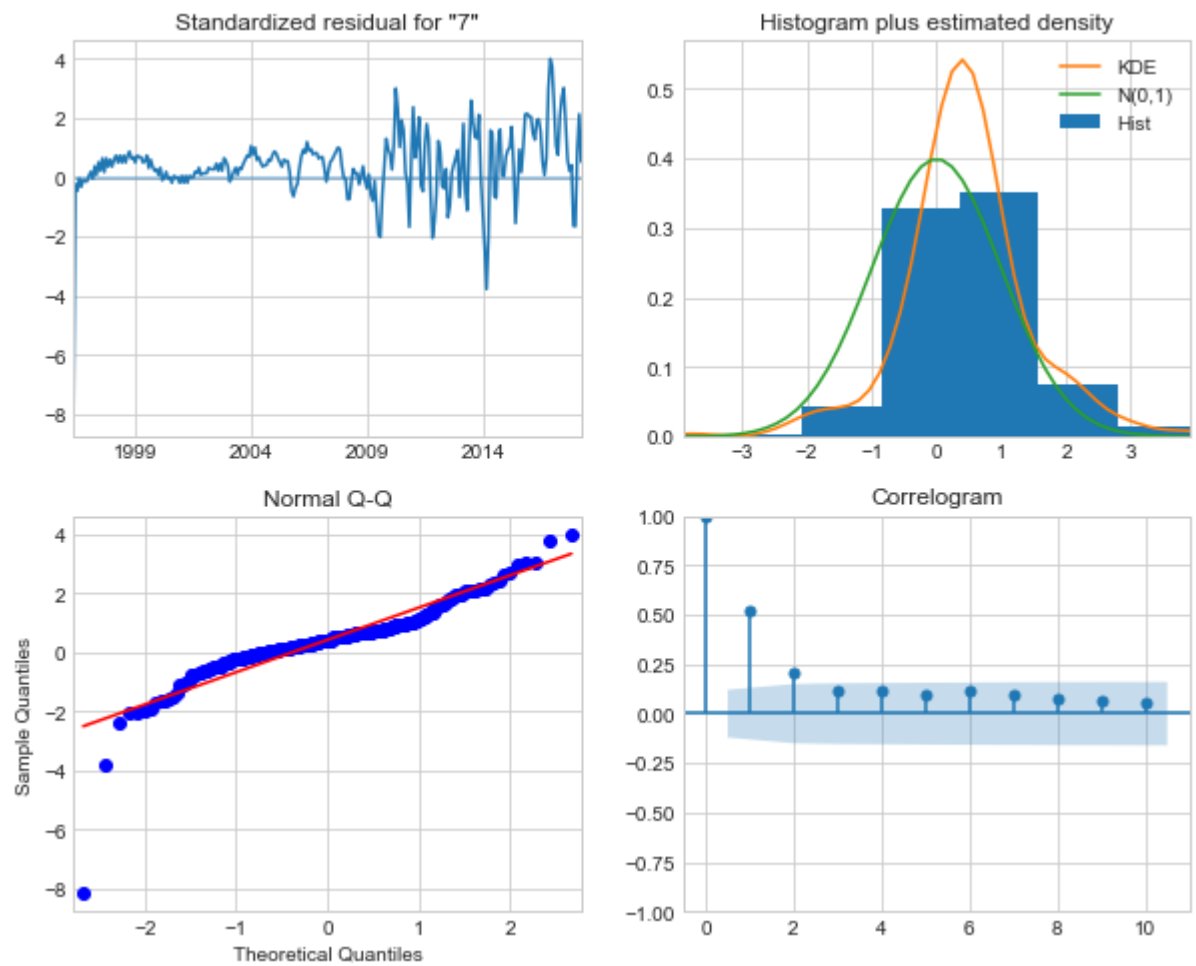 Standardized residual for "7"
4
2
0
−2
−4
−6
−8
1999 2004 2009 2014
Histogram plus estimated density
KDE
N(0,1)
Hist
0.5
0.4
0.3
0.2
0.1
0.0
−3 −2 −1 0 1 2 3
Normal Q-Q
Sample Quantiles
4
2
0
−2
−4
−6
−8
−2 −1 0 1 2
Theoretical Quantiles
Correlogram
1.00
0.75
0.50
0.25
0.00
−0.25
−0.50
−0.75
−1.00
0 2 4 6 8 10